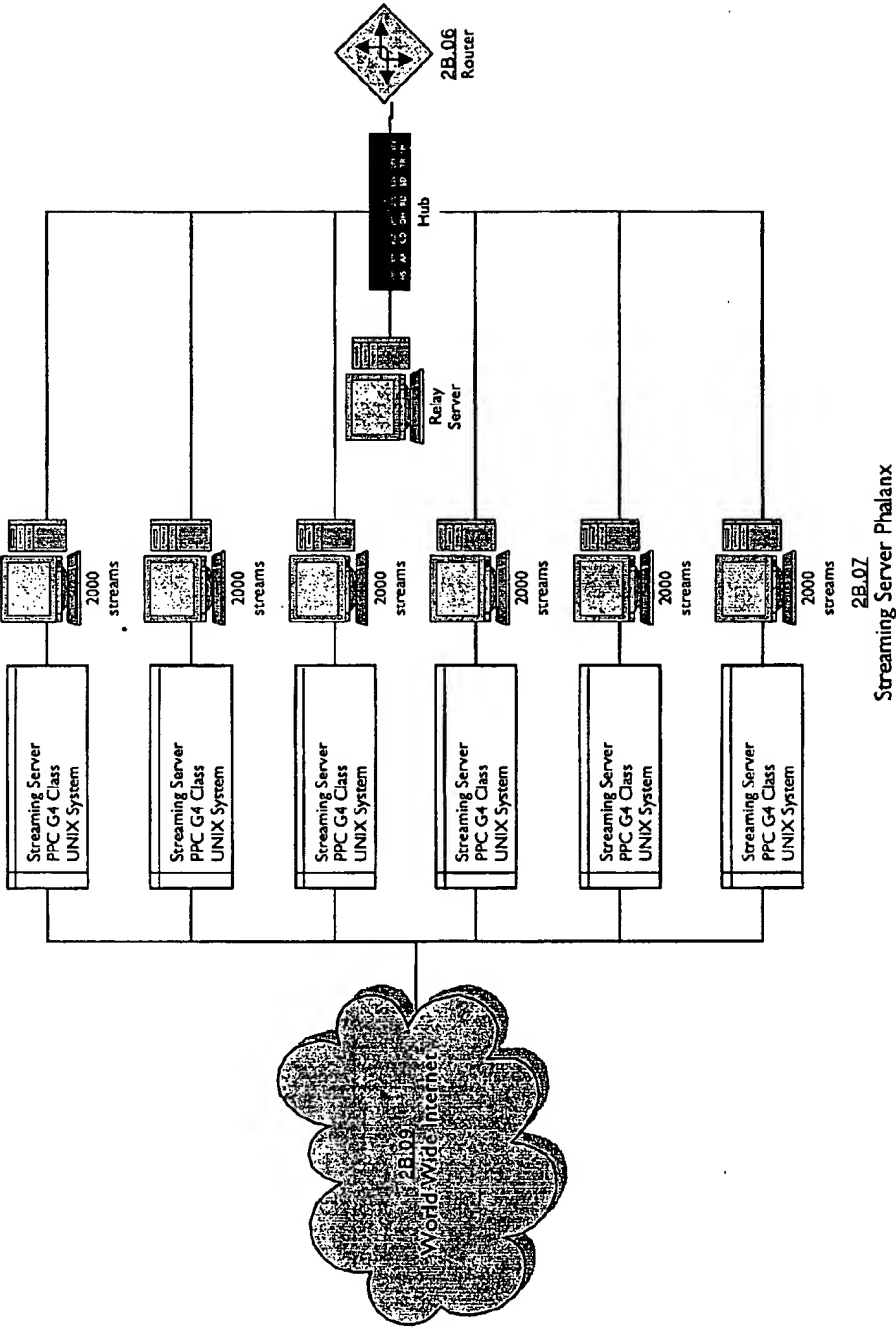 2B.06
Router
Hub
Relay
Server
2000
streams
2000
streams
2000
streams
2000
streams
2000
streams
2000
streams
Streaming Server
PPC G4 Class
UNIX System
Streaming Server
PPC G4 Class
UNIX System
Streaming Server
PPC G4 Class
UNIX System
Streaming Server
PPC G4 Class
UNIX System
Streaming Server
PPC G4 Class
UNIX System
Streaming Server
PPC G4 Class
UNIX System
2B.09
World Wide Internet
2B.07
Streaming Server Phalanx